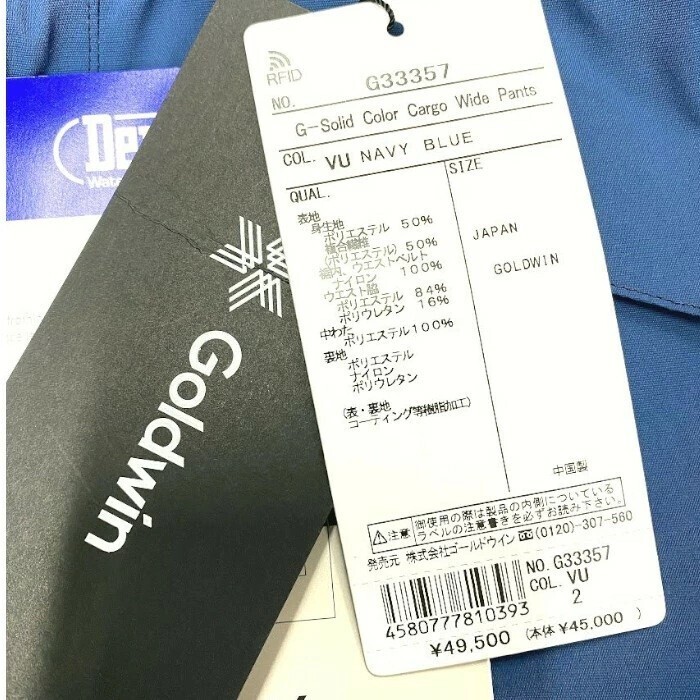 RFID
NO. G33357
G-Solid Color Cargo Wide Pants
COL. VU NAVY BLUE
QUAL.
表地
身生地
ポリエステル 50%
複合繊維
(ポリエステル) 50%
ナイロン 100%
ウエスト脇
ポリエステル 84%
ポリウレタン 16%
中わた
ポリエステル100%
裏地
ポリエステル
ナイロン
ポリウレタン
(表・裏地
コーティング等樹脂加工)
SIZE
JAPAN
GOLDWIN
中国製
注意 御使用の際は製品の内側についている
ラベルの注意書きを必ずお読み下さい。
発売元 株式会社ゴールドウイン (0120)-307-560
NO. G33357
COL. VU
2
4580777810393
¥49,500 (本体 ¥45,000 )
Goldwin